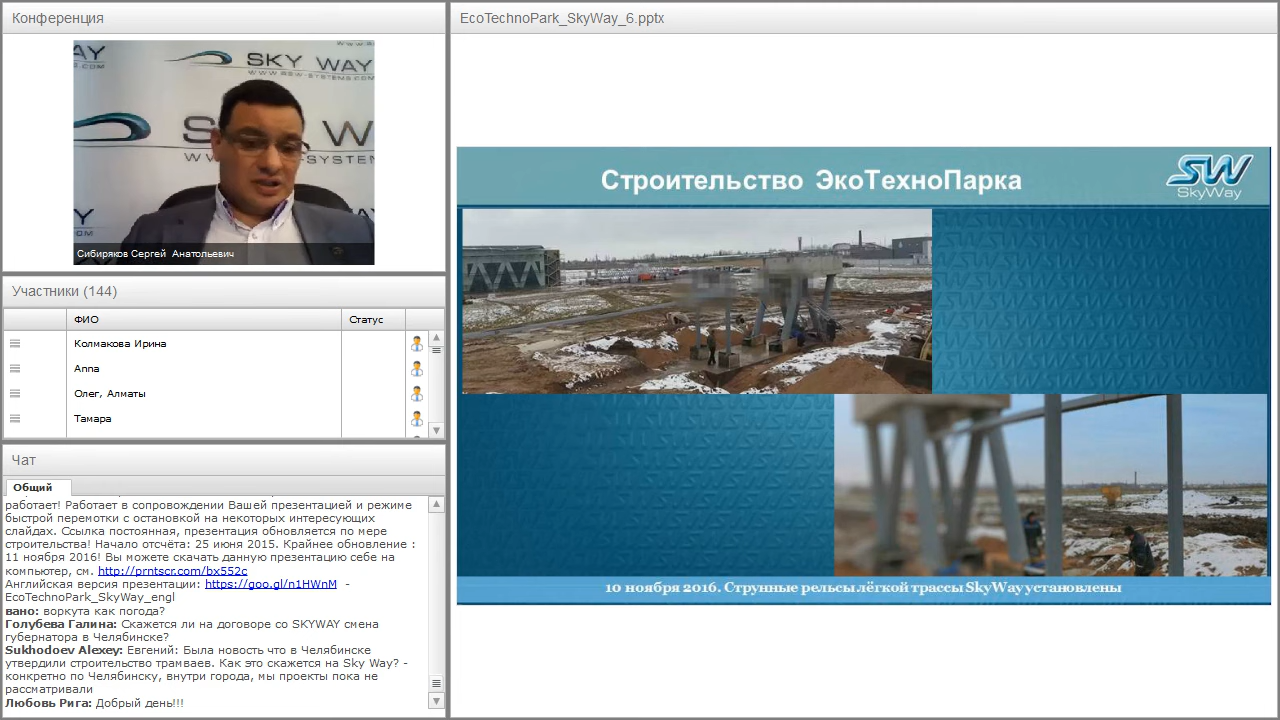 Конференция
EcoTechnoPark_SkyWay_6.pptx
SKY WAY
WWW.RSW-SYSTEMS.COM
Сибиряков Сергей Анатольевич
Участники (144)
ФИО
Статус
Колмакова Ирина
Anna
Олег, Алматы
Тамара
Чат
Общий
работает! Работает в сопровождении Вашей презентацией и режиме
быстрой перемотки с остановкой на некоторых интересующих
слайдах. Ссылка постоянная, презентация обновляется по мере
строительства! Начало отсчёта: 25 июня 2015. Крайнее обновление :
11 ноября 2016! Вы можете скачать данную презентацию себе на
компьютер, см. http://prntscr.com/bx552c
Английская версия презентации: https://goo.gl/n1HWnM -
EcoTechnoPark_SkyWay_engl
вано: воркута как погода?
Голубева Галина: Скажется ли на договоре со SKYWAY смена
губернатора в Челябинске?
Sukhodoev Alexey: Евгений: Была новость что в Челябинске
утвердили строительство трамваев. Как это скажется на Sky Way? -
конкретно по Челябинску, внутри города, мы проекты пока не
рассматривали
Любовь Рига: Добрый день!!!
Строительство ЭкоТехноПарка
SW
SkyWay
10 ноября 2016. Струнные рельсы лёгкой трассы SkyWay установлены